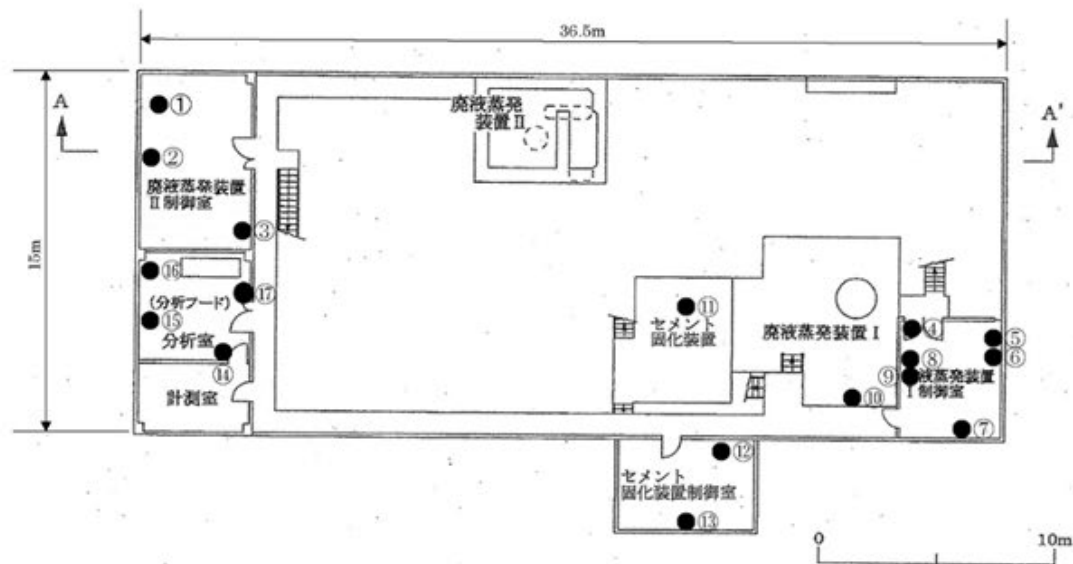 36.5m
A
①
廃液蒸発
装置Ⅱ
A'
②
廃液蒸発装置
Ⅱ制御室
③
15m
⑯
⑰
(分析フード)
⑮
分析室
⑭
計測室
⑪
セメント
固化装置
廃液蒸発装置Ⅰ
④
⑤
⑥
⑧
⑨
液蒸発装置
Ⅰ制御室
⑩
⑦
⑫
セメント
固化装置制御室
⑬
0
10m